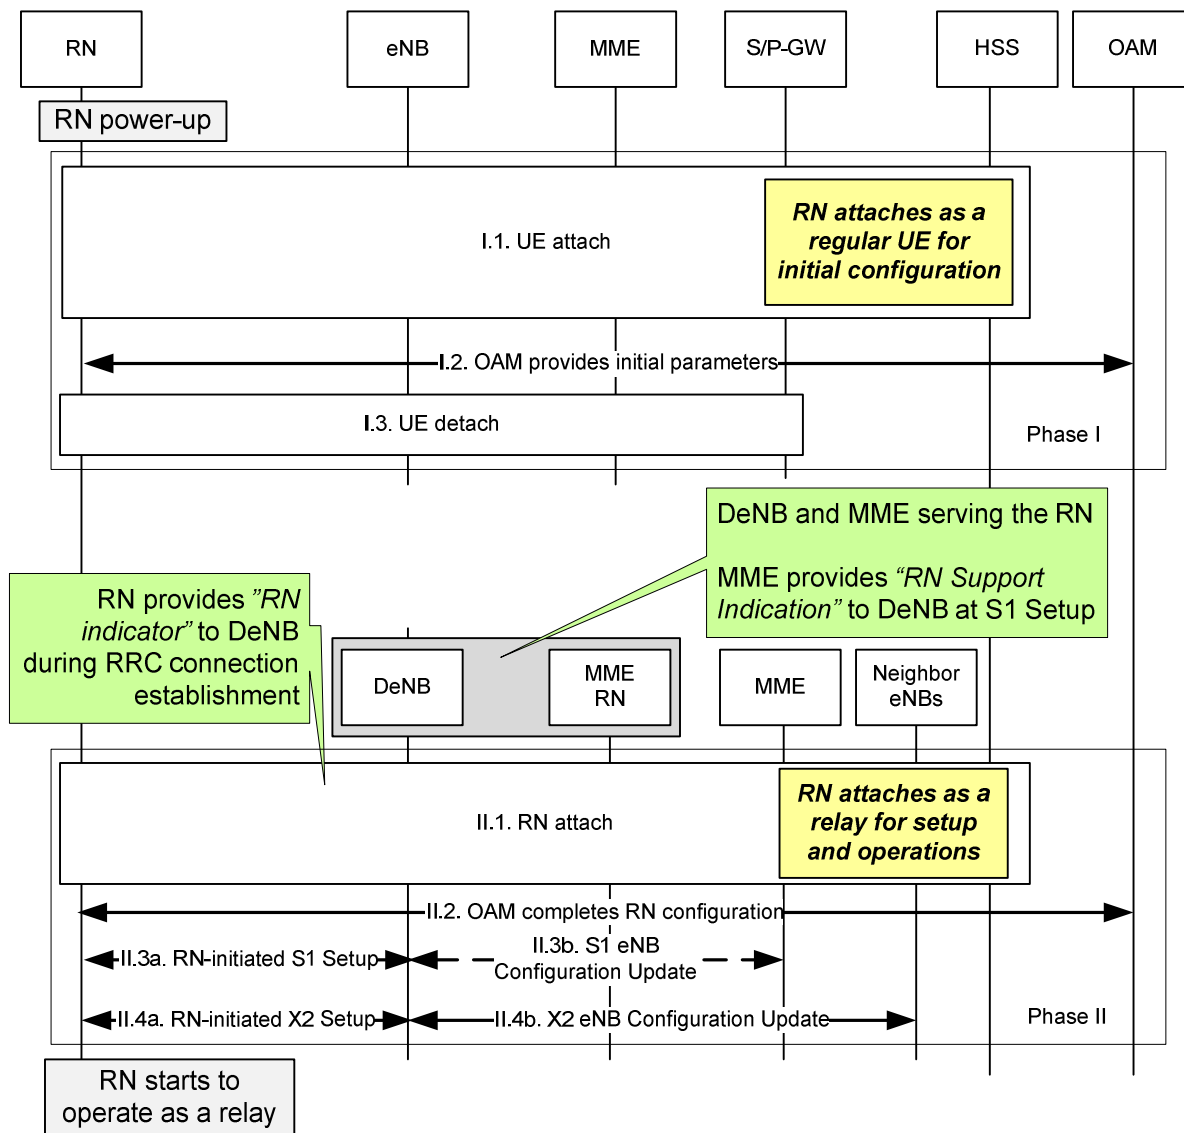 RN
eNB
MME
S/P-GW
HSS
OAM
RN power-up
I.1. UE attach
RN attaches as a
regular UE for
initial configuration
I.2. OAM provides initial parameters
I.3. UE detach
Phase I
DeNB and MME serving the RN
MME provides “RN Support
Indication” to DeNB at S1 Setup
RN provides ”RN
indicator” to DeNB
during RRC connection
establishment
DeNB
MME
RN
MME
Neighbor
eNBs
II.1. RN attach
RN attaches as a
relay for setup
and operations
II.2. OAM completes RN configuration
II.3a. RN-initiated S1 Setup
II.3b. S1 eNB
Configuration Update
II.4a. RN-initiated X2 Setup
II.4b. X2 eNB Configuration Update
Phase II
RN starts to
operate as a relay